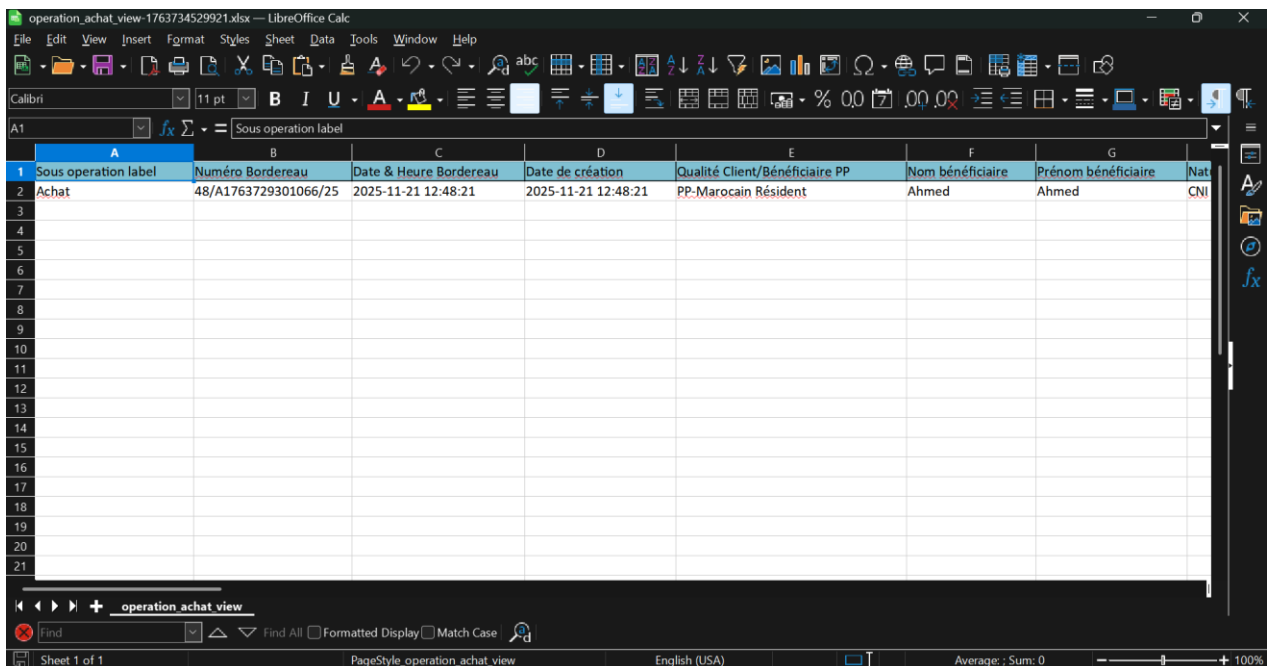 operation_achat_view-1763734529921.xlsx — LibreOffice Calc
File Edit View Insert Format Styles Sheet Data Tools Window Help
Calibri 11 pt B I U A
A1 fx Σ = Sous operation label
A B C D E F G
1 Sous operation label Numéro Bordereau Date & Heure Bordereau Date de création Qualité Client/Bénéficiaire PP Nom bénéficiaire Prénom bénéficiaire
2 Achat 48/A1763729301066/25 2025-11-21 12:48:21 2025-11-21 12:48:21 PP-Marocain Résident Ahmed Ahmed CNI
3
4
5
6
7
8
9
10
11
12
13
14
15
16
17
18
19
20
21
operation_achat_view
Find Find All Formatted Display Match Case
Sheet 1 of 1 PageStyle_operation_achat_view English (USA) Average: ; Sum: 0 100%